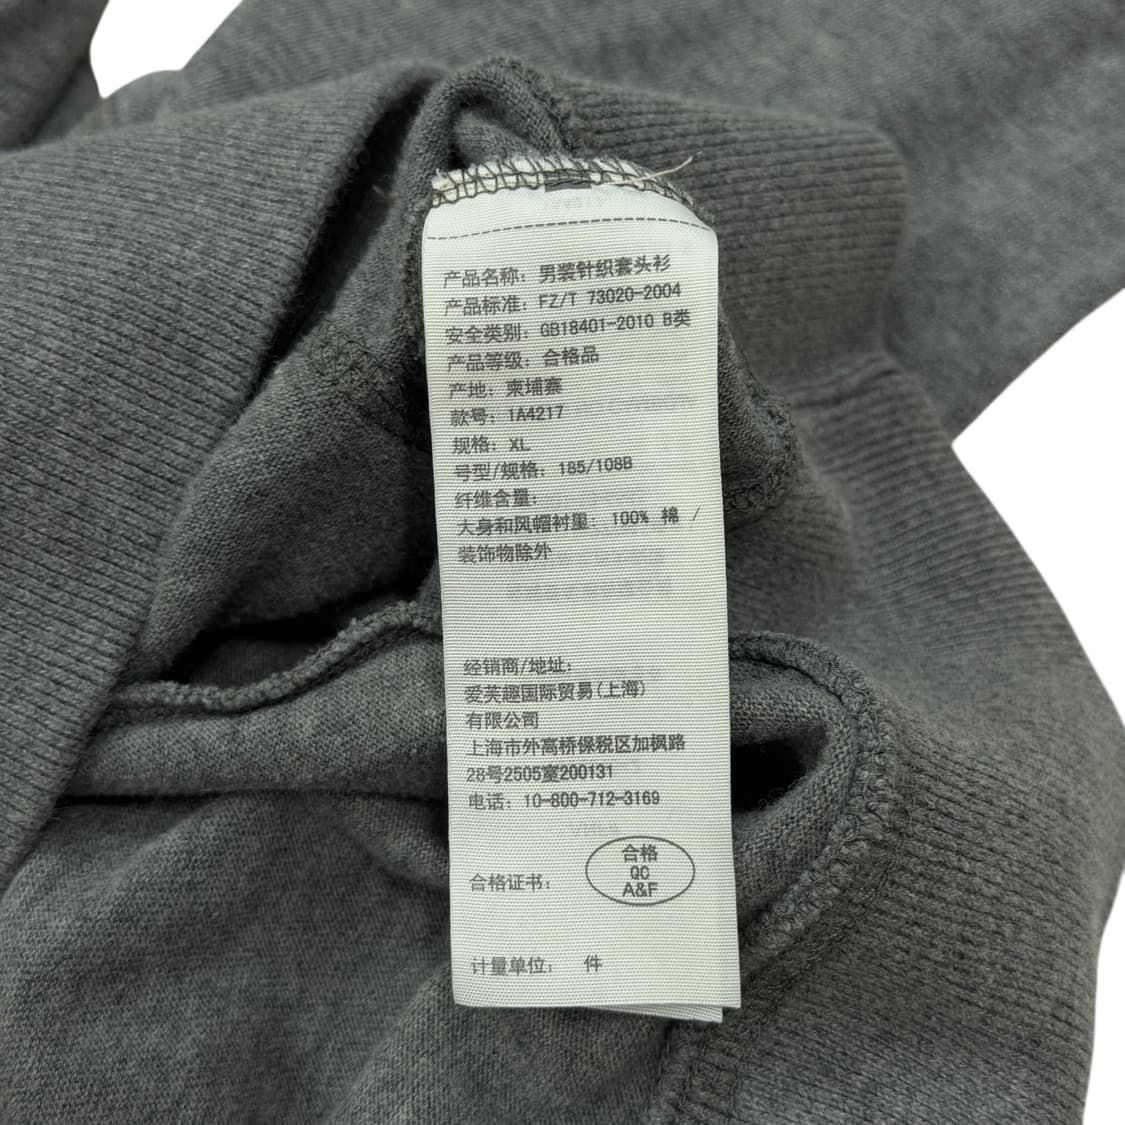 产品名称: 男装针织套头衫
产品标准: FZ/T 73020-2004
安全类别: GB18401-2010 B类
产品等级: 合格品
产地: 柬埔寨
款号: 1A4217
规格: XL
号型/规格: 185/108B
纤维含量:
大身和风帽衬里: 100% 棉 /
装饰物除外
经销商/地址:
爱芙趣国际贸易(上海)
有限公司
上海市外高桥保税区加枫路
28号2505室200131
电话: 10-800-712-3169
合格
QC
A&F
合格证书:
计量单位: 件